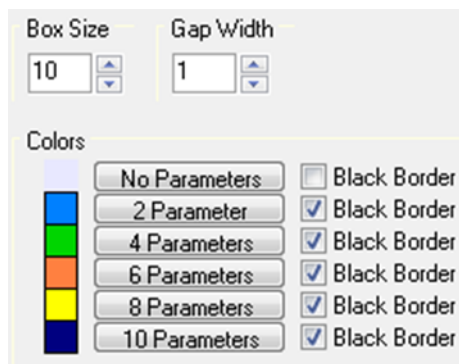 Box Size Gap Width
10 1
Colors
No Parameters Black Border
2 Parameter Black Border
4 Parameters Black Border
6 Parameters Black Border
8 Parameters Black Border
10 Parameters Black Border